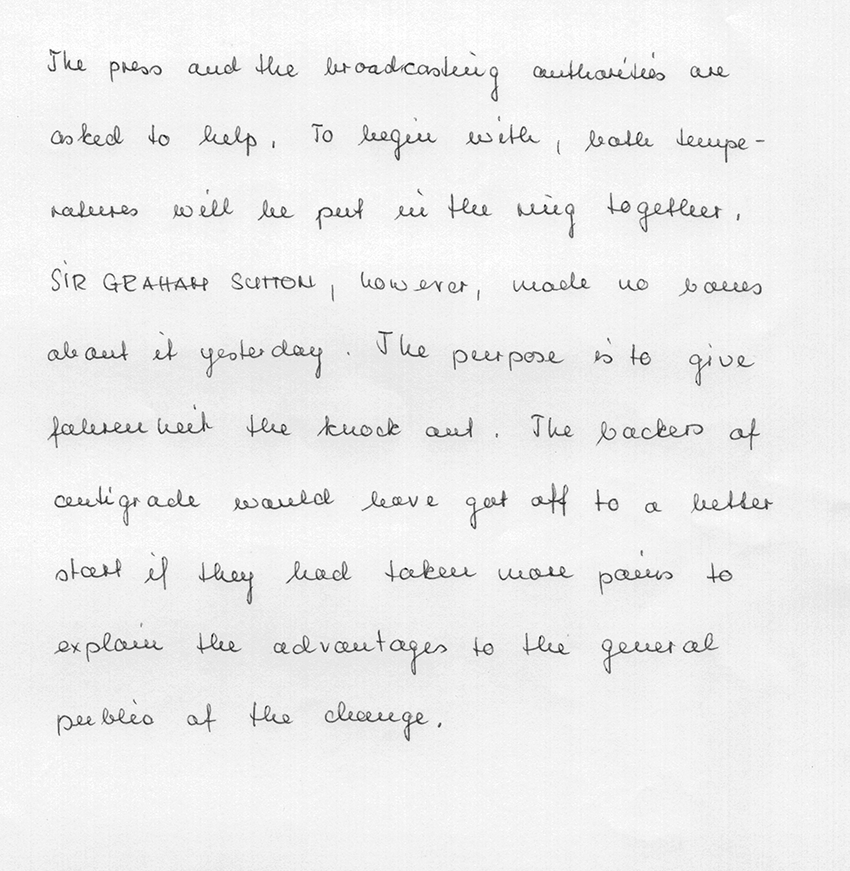 The press and the broadcasting authorities are
asked to help. To begin with, both tempe-
ratures will be put in the ring together.
SIR GRAHAM SUTTON, however, made no bones
about it yesterday. The purpose is to give
fahrenheit the knock out. The backers of
centigrade would have got off to a better
start if they had taken more pains to
explain the advantages to the general
public of the change.